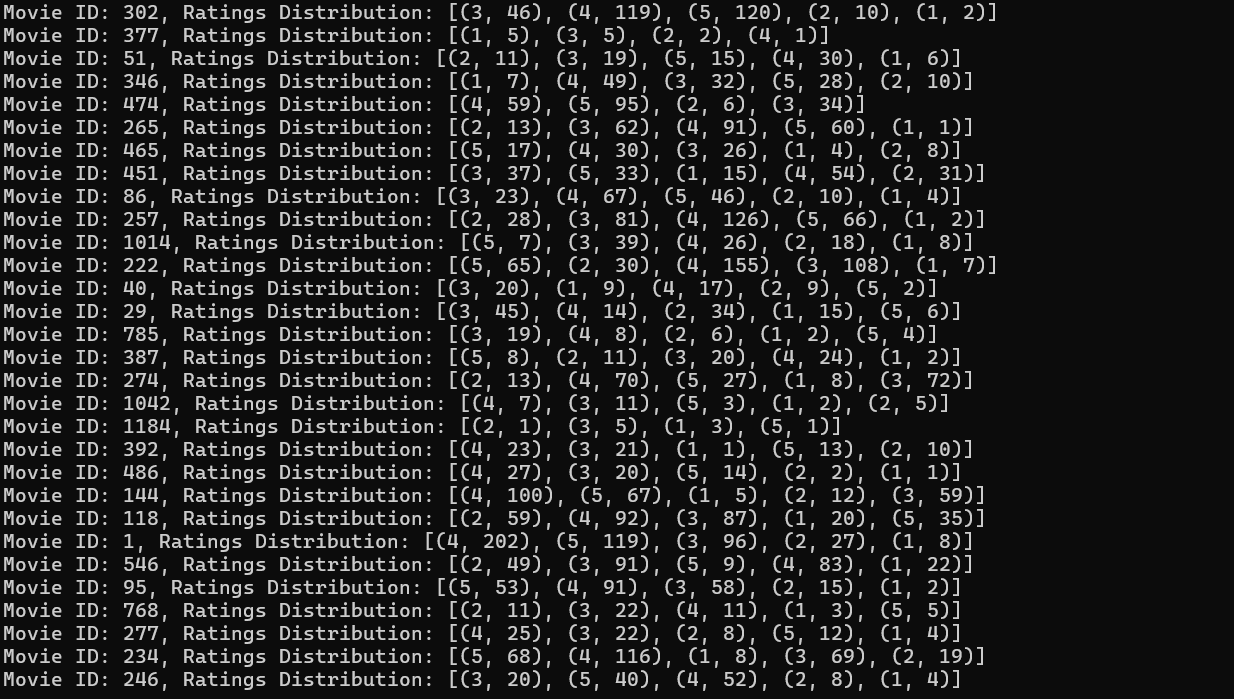 Movie ID: 302, Ratings Distribution: [(3, 46), (4, 119), (5, 120), (2, 10), (1, 2)]
Movie ID: 377, Ratings Distribution: [(1, 5), (3, 5), (2, 2), (4, 1)]
Movie ID: 51, Ratings Distribution: [(2, 11), (3, 19), (5, 15), (4, 30), (1, 6)]
Movie ID: 346, Ratings Distribution: [(1, 7), (4, 49), (3, 32), (5, 28), (2, 10)]
Movie ID: 474, Ratings Distribution: [(4, 59), (5, 95), (2, 6), (3, 34)]
Movie ID: 265, Ratings Distribution: [(2, 13), (3, 62), (4, 91), (5, 60), (1, 1)]
Movie ID: 465, Ratings Distribution: [(5, 17), (4, 30), (3, 26), (1, 4), (2, 8)]
Movie ID: 451, Ratings Distribution: [(3, 37), (5, 33), (1, 15), (4, 54), (2, 31)]
Movie ID: 86, Ratings Distribution: [(3, 23), (4, 67), (5, 46), (2, 10), (1, 4)]
Movie ID: 257, Ratings Distribution: [(2, 28), (3, 81), (4, 126), (5, 66), (1, 2)]
Movie ID: 1014, Ratings Distribution: [(5, 7), (3, 39), (4, 26), (2, 18), (1, 8)]
Movie ID: 222, Ratings Distribution: [(5, 65), (2, 30), (4, 155), (3, 108), (1, 7)]
Movie ID: 40, Ratings Distribution: [(3, 20), (1, 9), (4, 17), (2, 9), (5, 2)]
Movie ID: 29, Ratings Distribution: [(3, 45), (4, 14), (2, 34), (1, 15), (5, 6)]
Movie ID: 785, Ratings Distribution: [(3, 19), (4, 8), (2, 6), (1, 2), (5, 4)]
Movie ID: 387, Ratings Distribution: [(5, 8), (2, 11), (3, 20), (4, 24), (1, 2)]
Movie ID: 274, Ratings Distribution: [(2, 13), (4, 70), (5, 27), (1, 8), (3, 72)]
Movie ID: 1042, Ratings Distribution: [(4, 7), (3, 11), (5, 3), (1, 2), (2, 5)]
Movie ID: 1184, Ratings Distribution: [(2, 1), (3, 5), (1, 3), (5, 1)]
Movie ID: 392, Ratings Distribution: [(4, 23), (3, 21), (1, 1), (5, 13), (2, 10)]
Movie ID: 486, Ratings Distribution: [(4, 27), (3, 20), (5, 14), (2, 2), (1, 1)]
Movie ID: 144, Ratings Distribution: [(4, 100), (5, 67), (1, 5), (2, 12), (3, 59)]
Movie ID: 118, Ratings Distribution: [(2, 59), (4, 92), (3, 87), (1, 20), (5, 35)]
Movie ID: 1, Ratings Distribution: [(4, 202), (5, 119), (3, 96), (2, 27), (1, 8)]
Movie ID: 546, Ratings Distribution: [(2, 49), (3, 91), (5, 9), (4, 83), (1, 22)]
Movie ID: 95, Ratings Distribution: [(5, 53), (4, 91), (3, 58), (2, 15), (1, 2)]
Movie ID: 768, Ratings Distribution: [(2, 11), (3, 22), (4, 11), (1, 3), (5, 5)]
Movie ID: 277, Ratings Distribution: [(4, 25), (3, 22), (2, 8), (5, 12), (1, 4)]
Movie ID: 234, Ratings Distribution: [(5, 68), (4, 116), (1, 8), (3, 69), (2, 19)]
Movie ID: 246, Ratings Distribution: [(3, 20), (5, 40), (4, 52), (2, 8), (1, 4)]